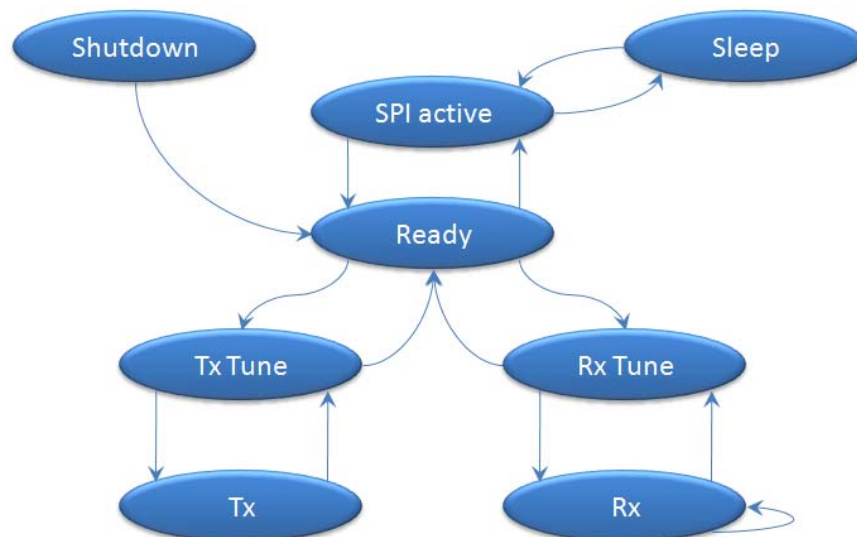 Shutdown
Sleep
SPI active
Ready
Tx Tune
Rx Tune
Tx
Rx